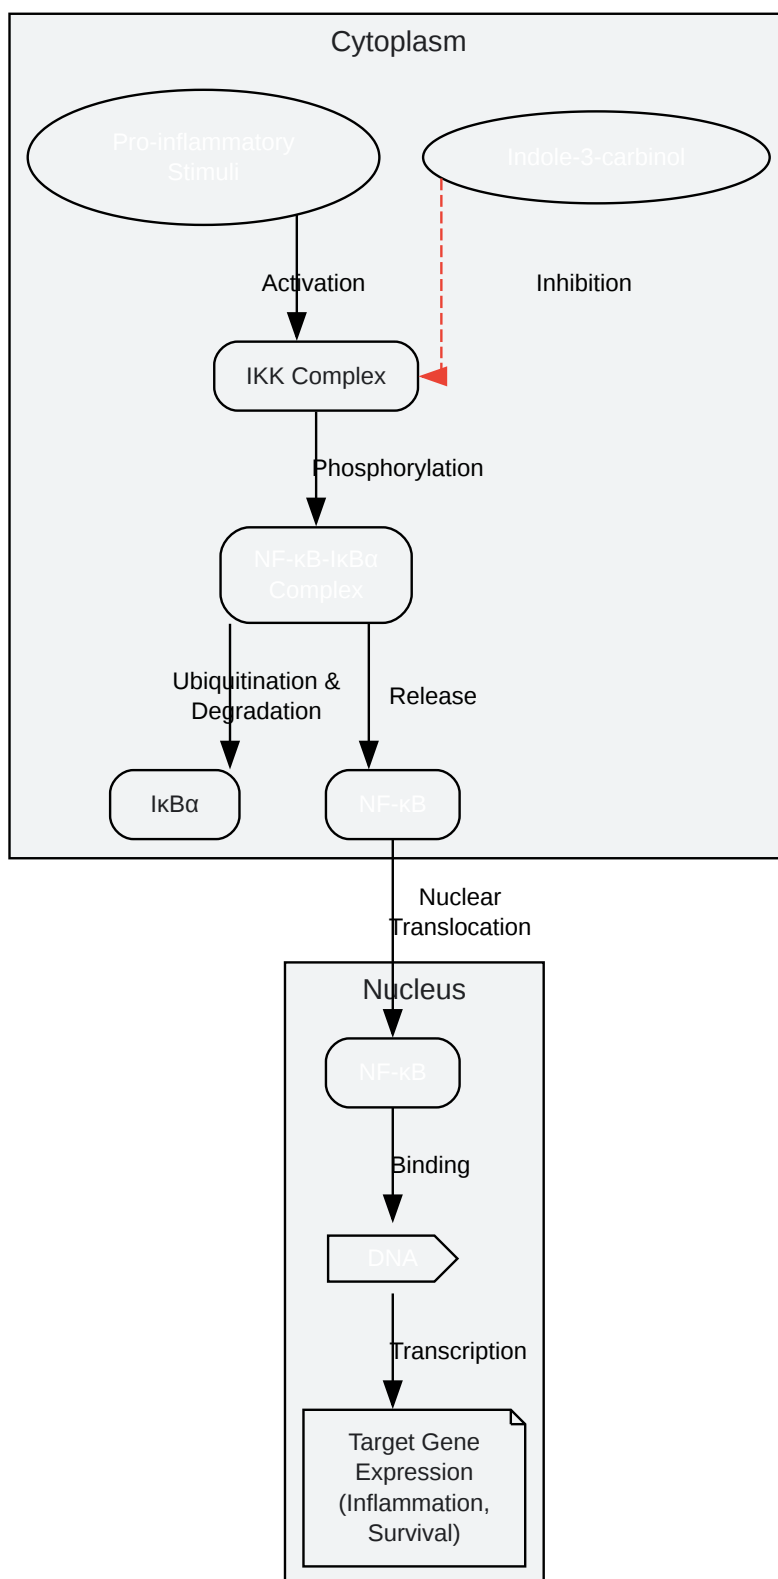 Cytoplasm
Pro-inflammatory
Stimuli
Indole-3-carbinol
Activation
Inhibition
IKK Complex
Phosphorylation
NF-κB-IκBα
Complex
Ubiquitination &
Degradation
Release
IκBα
NF-κB
Nuclear
Translocation
Nucleus
NF-κB
Binding
DNA
Transcription
Target Gene
Expression
(Inflammation,
Survival)